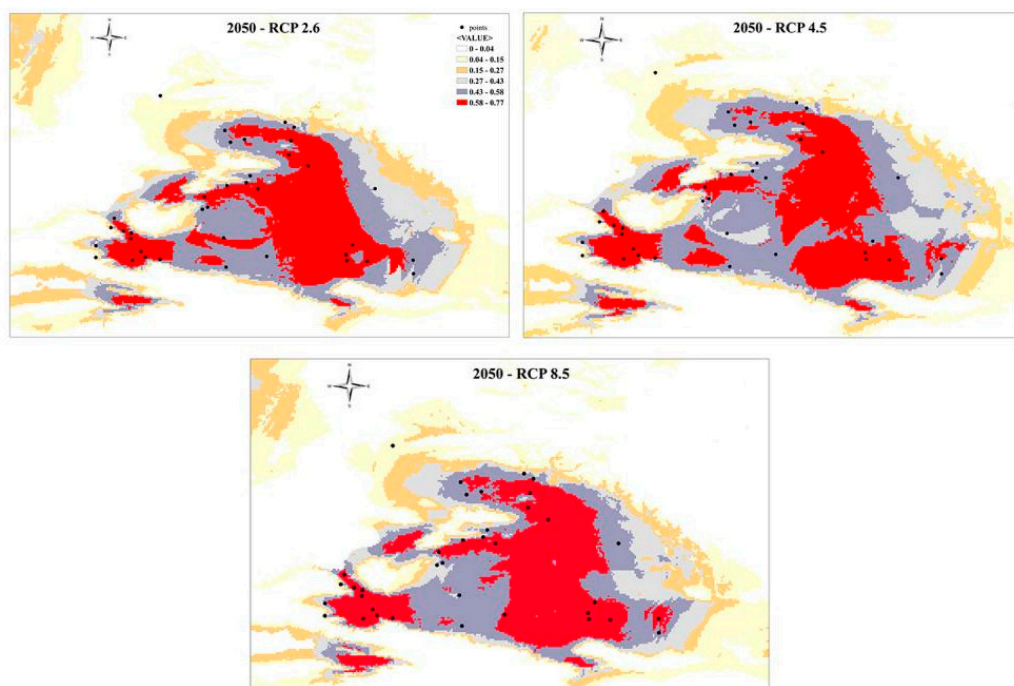 2050 - RCP 2.6
points
<VALUE>
0 - 0.04
0.04 - 0.15
0.15 - 0.27
0.27 - 0.43
0.43 - 0.58
0.58 - 0.77
2050 - RCP 4.5
2050 - RCP 8.5